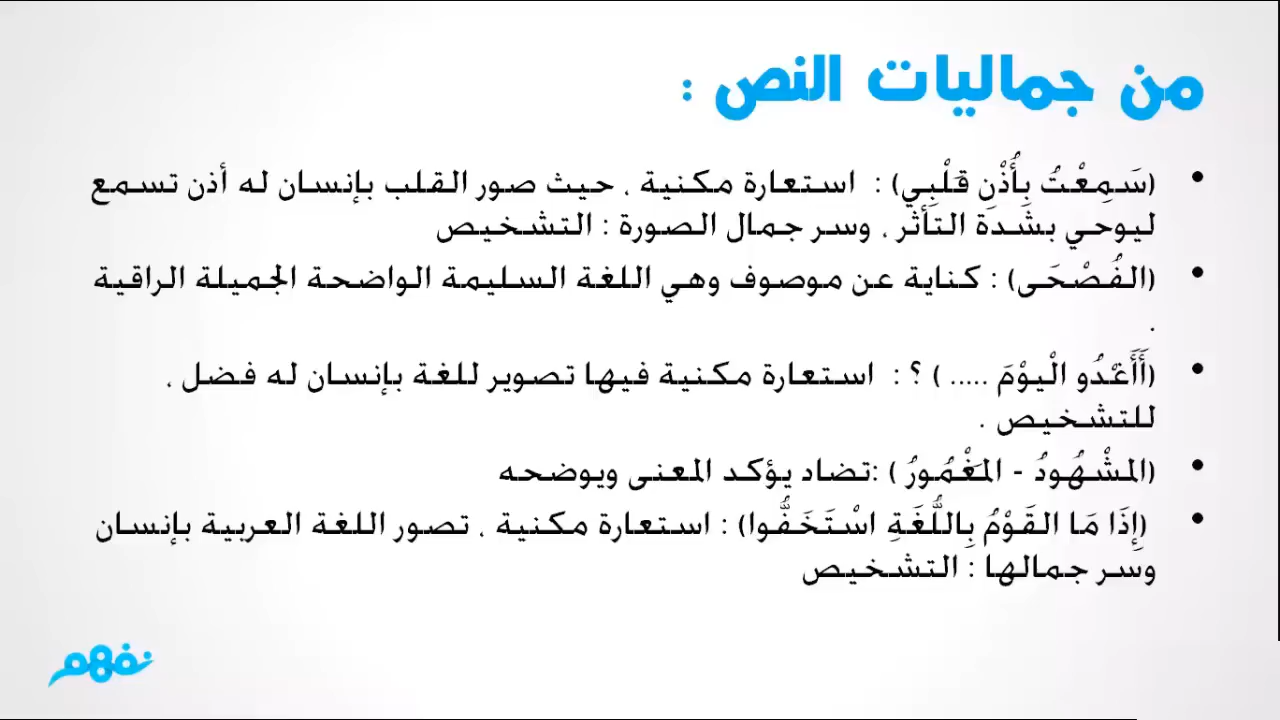 من جماليات النص :
• (سَمِعْتُ بِأُذْنِ قَلْبِي) : استعارة مكنية ، حيث صور القلب بإنسان له أذن تسمع
ليوحي بشدة التأثر ، وسر جمال الصورة : التشخيص
• (الفُصْحَى) : كناية عن موصوف وهي اللغة السليمة الواضحة الجميلة الراقية
.
• (أَأَغْدُو الْيوْمَ ..... ) ؟ : استعارة مكنية فيها تصوير للغة بإنسان له فضل ،
للتشخيص .
• (المشْهُودُ - المَغْمُورُ ) :تضاد يؤكد المعنى ويوضحه
• (إِذَا مَا القَوْمُ بِاللُّغَةِ اسْتَخَفُّوا) : استعارة مكنية ، تصور اللغة العربية بإنسان
وسر جمالها : التشخيص
نفهم